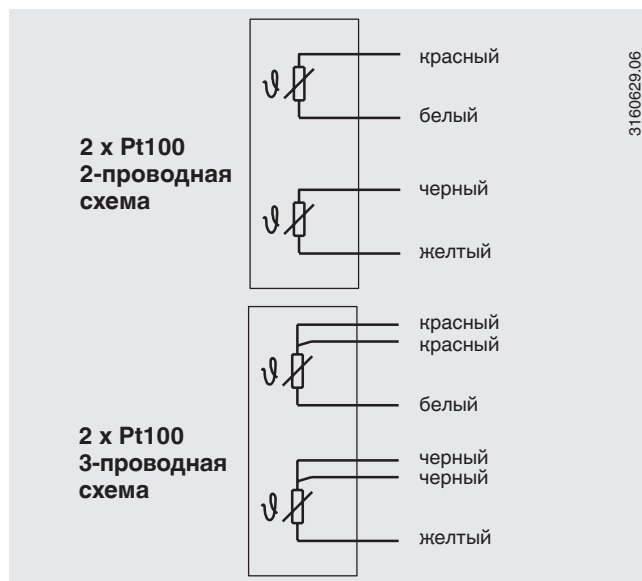 красный
белый
2 x Pt100
2-проводная
схема
черный
желтый
красный
красный
белый
2 x Pt100
3-проводная
схема
черный
черный
желтый
3160629.06